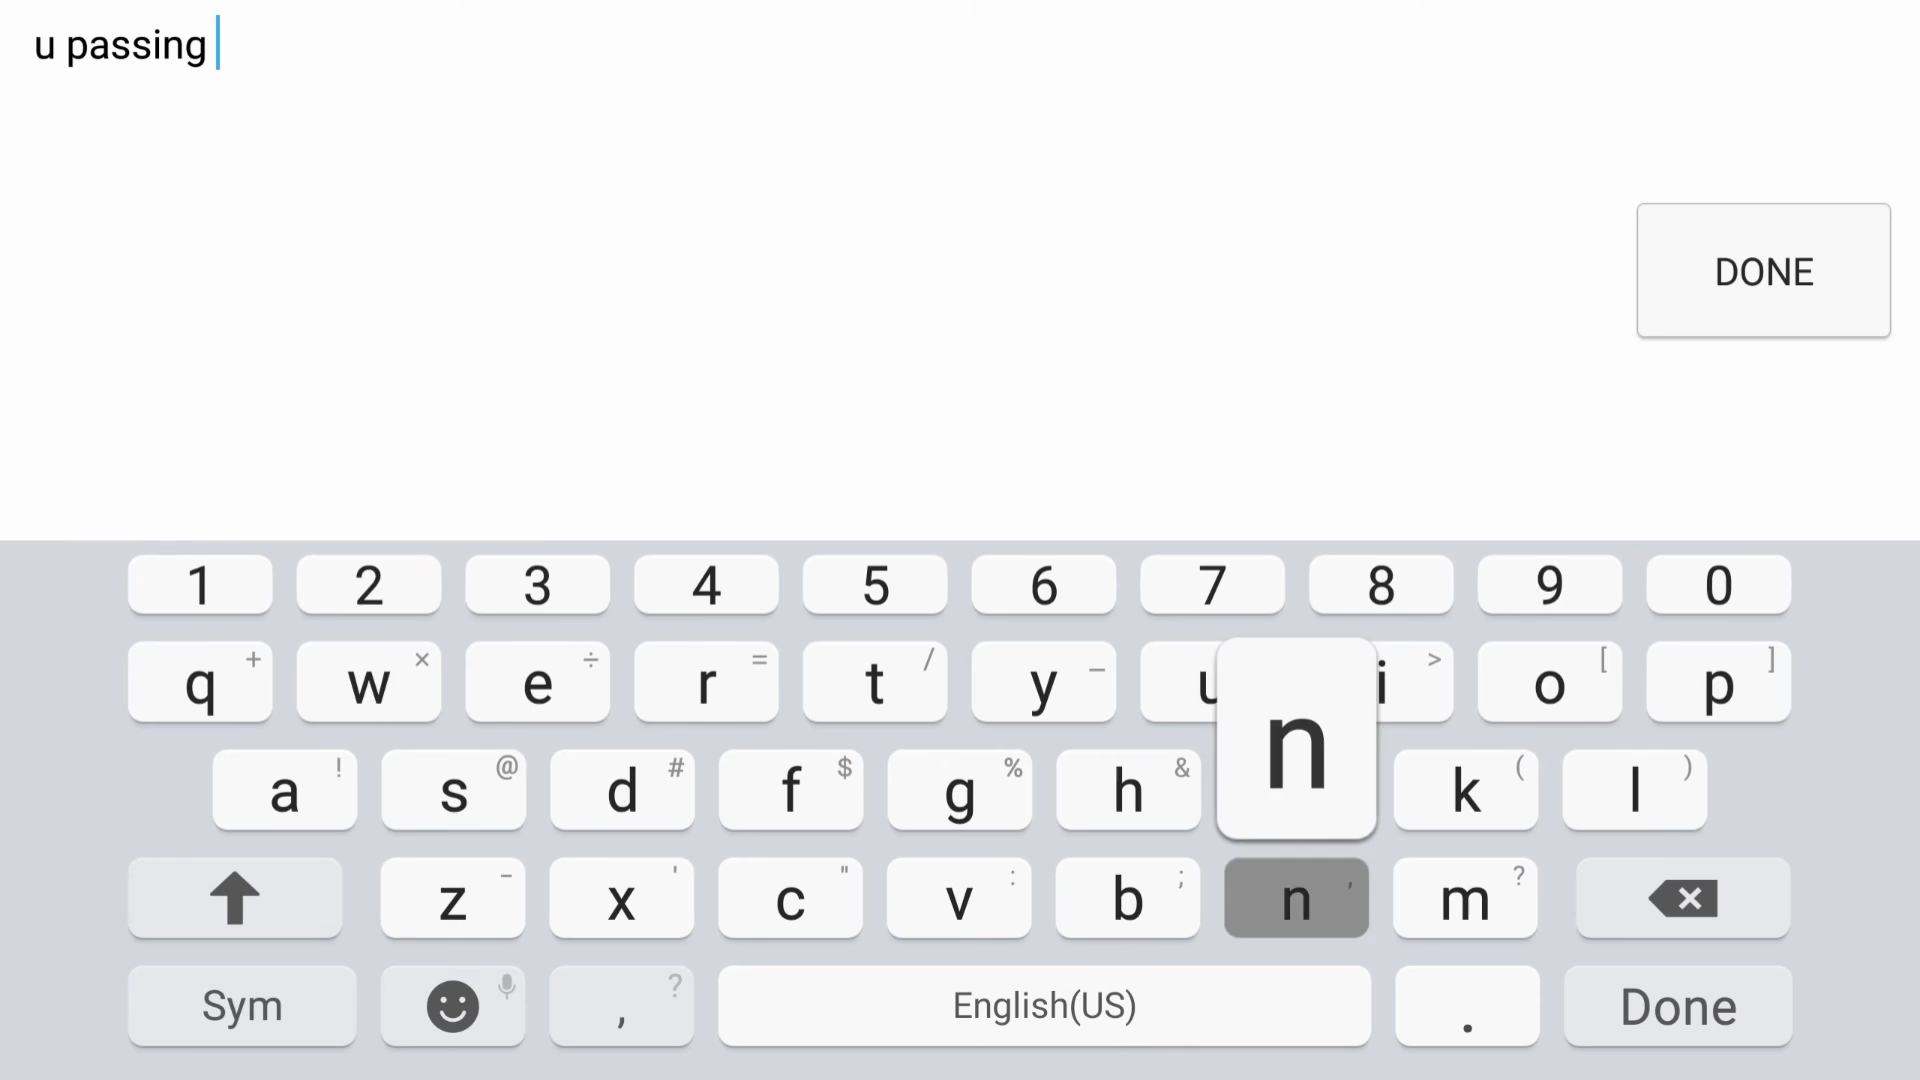 u passing
DONE
1 2 3 4 5 6 7 8 9 0
q + w × e ÷ r = t / y _ u i > o [ p ]
n
a ! s @ d # f $ g % h & k ( l )
z - x ' c " v : b ; n , m ?
Sym , ? English(US) . Done